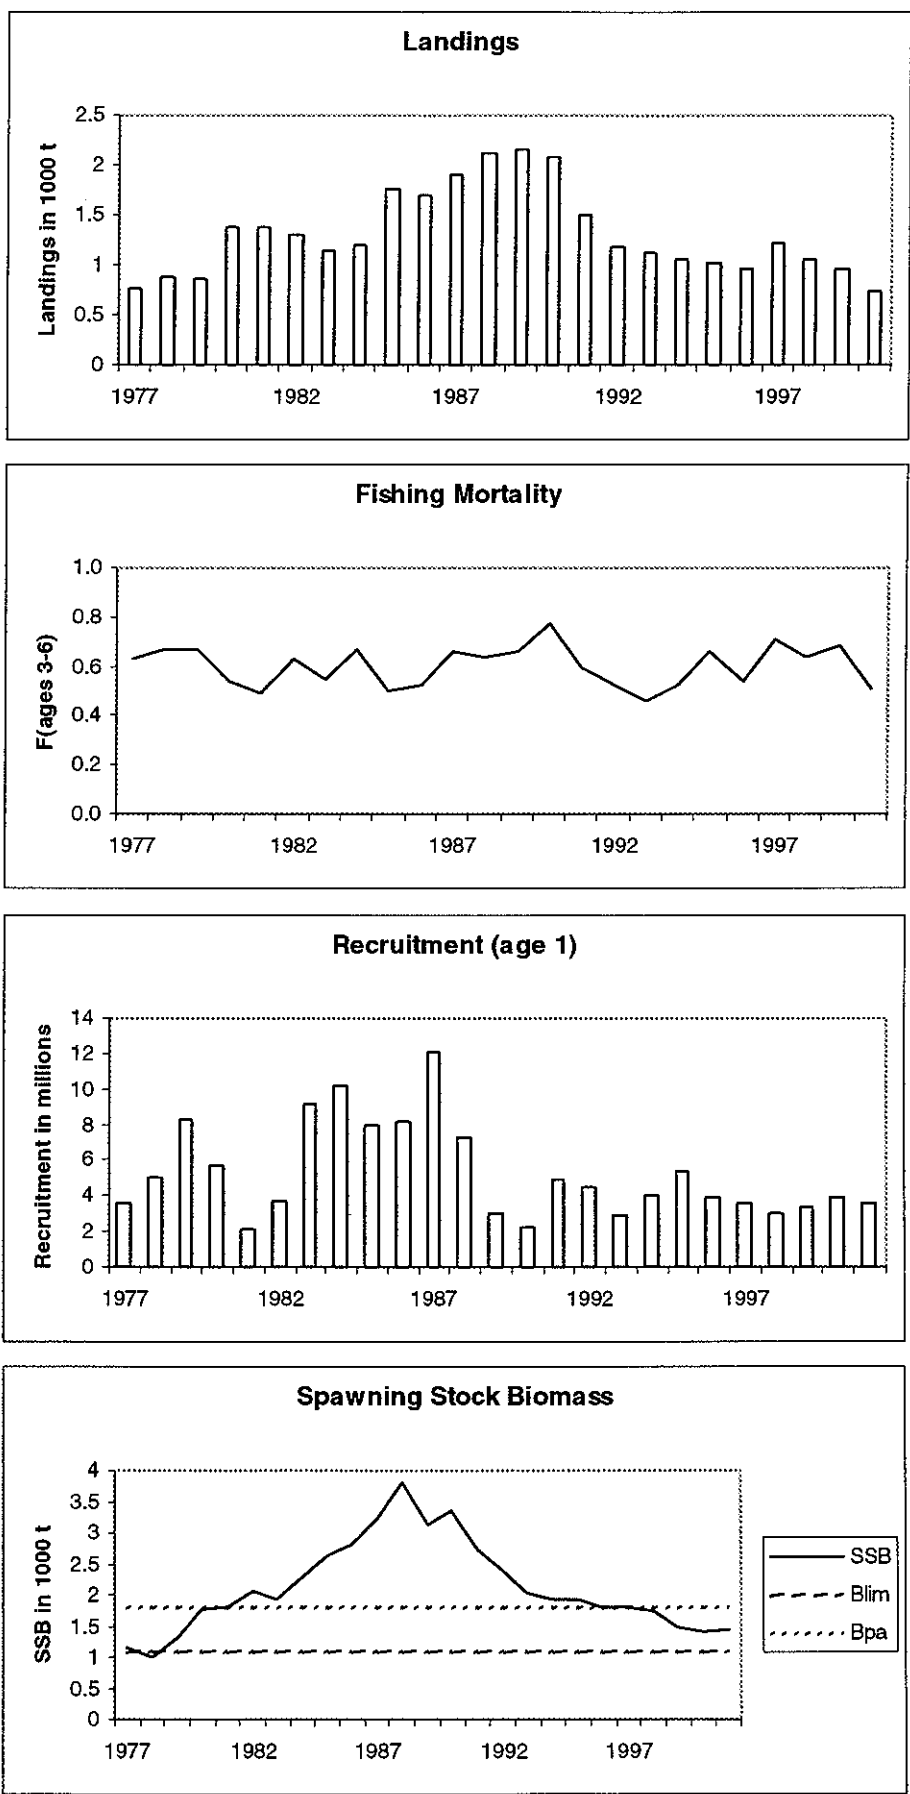 Landings
Landings in 1000 t
2.5
2
1.5
1
0.5
0
1977 1982 1987 1992 1997
Fishing Mortality
F(ages 3-6)
1.0
0.8
0.6
0.4
0.2
0.0
1977 1982 1987 1992 1997
Recruitment (age 1)
Recruitment in millions
14
12
10
8
6
4
2
0
1977 1982 1987 1992 1997
Spawning Stock Biomass
SSB in 1000 t
4
3.5
3
2.5
2
1.5
1
0.5
0
1977 1982 1987 1992 1997
SSB
Blim
Bpa